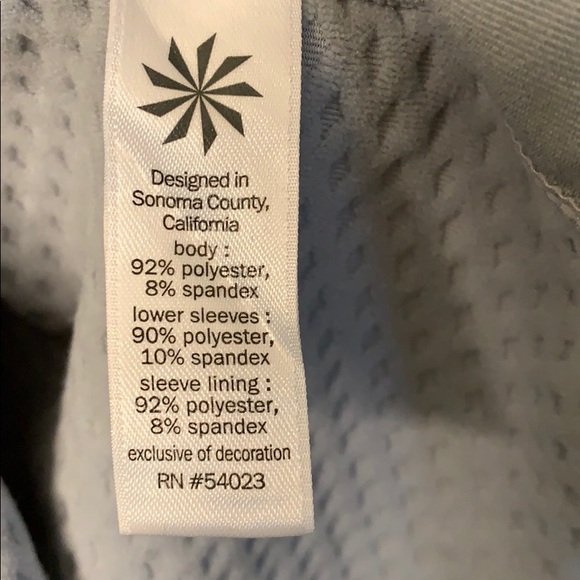 Designed in
Sonoma County,
California
body :
92% polyester,
8% spandex
lower sleeves :
90% polyester,
10% spandex
sleeve lining :
92% polyester,
8% spandex
exclusive of decoration
RN #54023